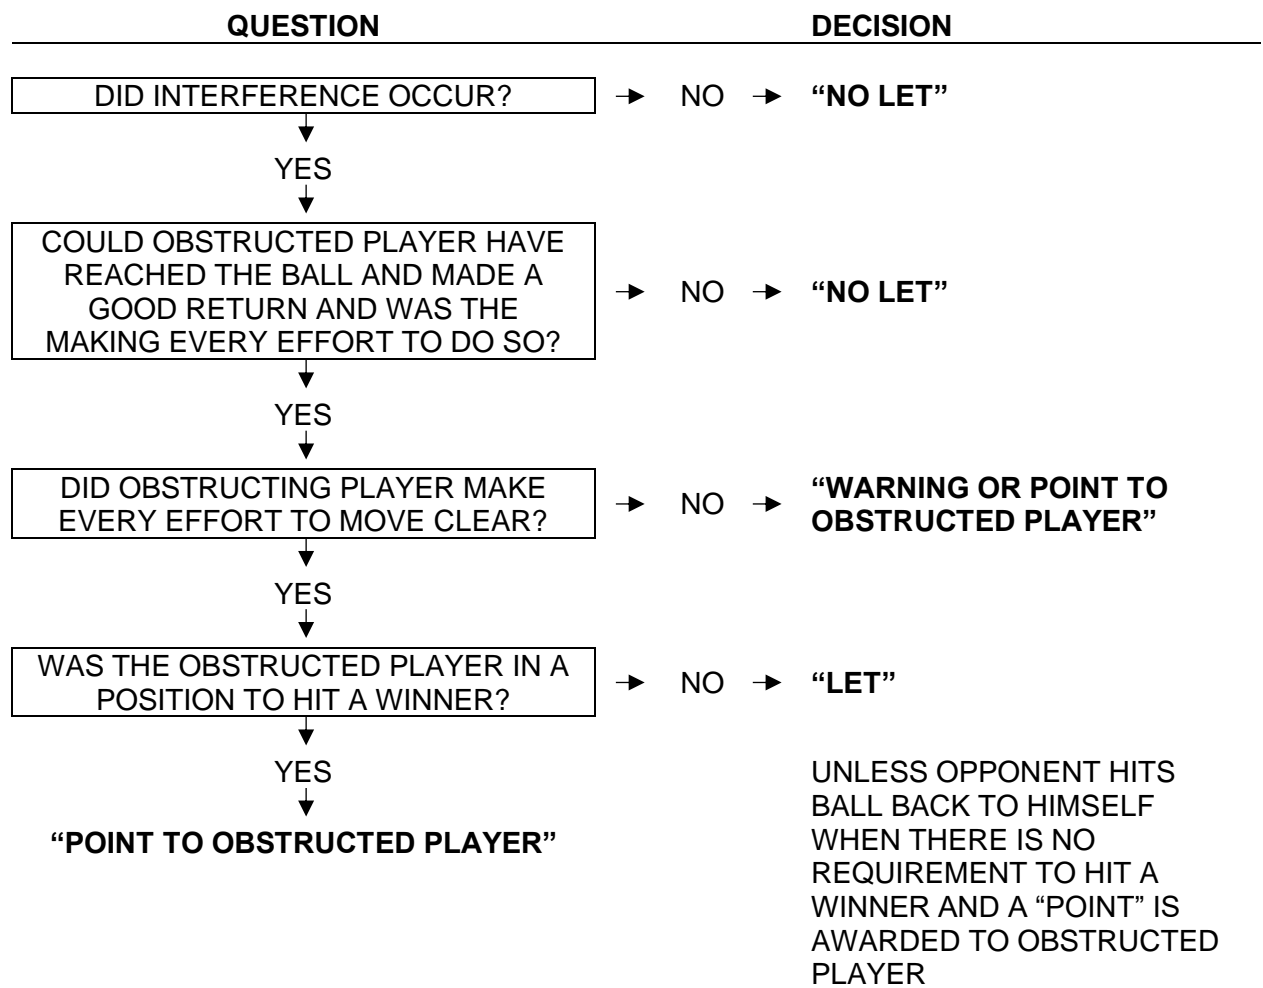 QUESTION DECISION
DID INTERFERENCE OCCUR? NO “NO LET”
YES
COULD OBSTRUCTED PLAYER HAVE
REACHED THE BALL AND MADE A
GOOD RETURN AND WAS THE
MAKING EVERY EFFORT TO DO SO?
NO “NO LET”
YES
DID OBSTRUCTING PLAYER MAKE
EVERY EFFORT TO MOVE CLEAR?
NO
“WARNING OR POINT TO
OBSTRUCTED PLAYER”
YES
WAS THE OBSTRUCTED PLAYER IN A
POSITION TO HIT A WINNER?
NO “LET”
YES
“POINT TO OBSTRUCTED PLAYER”
UNLESS OPPONENT HITS
BALL BACK TO HIMSELF
WHEN THERE IS NO
REQUIREMENT TO HIT A
WINNER AND A “POINT” IS
AWARDED TO OBSTRUCTED
PLAYER